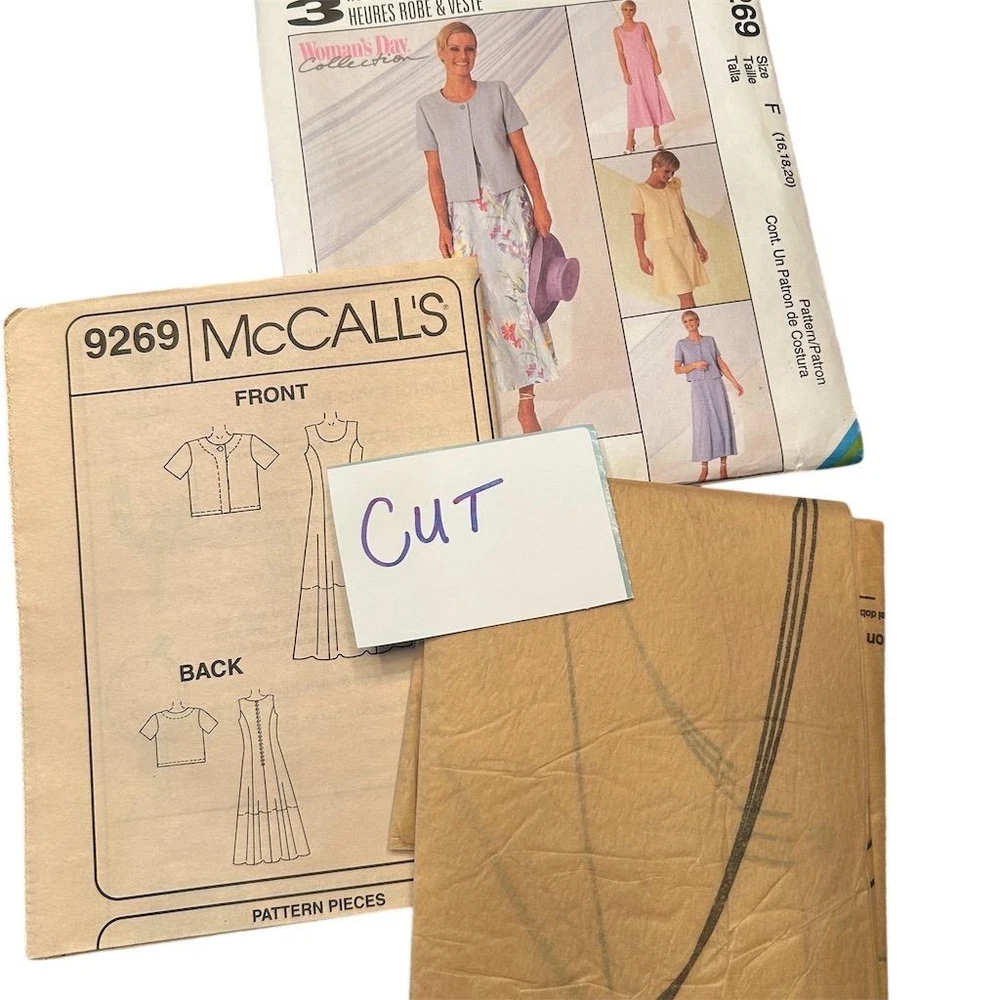 3
HEURES ROBE & VESTE
Woman's Day
Collection
269
Size
Taille
Talla
F
(16,18,20)
Cont. Un Patron de Costura
Pattern/Patron
9269
McCALL'S
FRONT
CUT
BACK
PATTERN PIECES